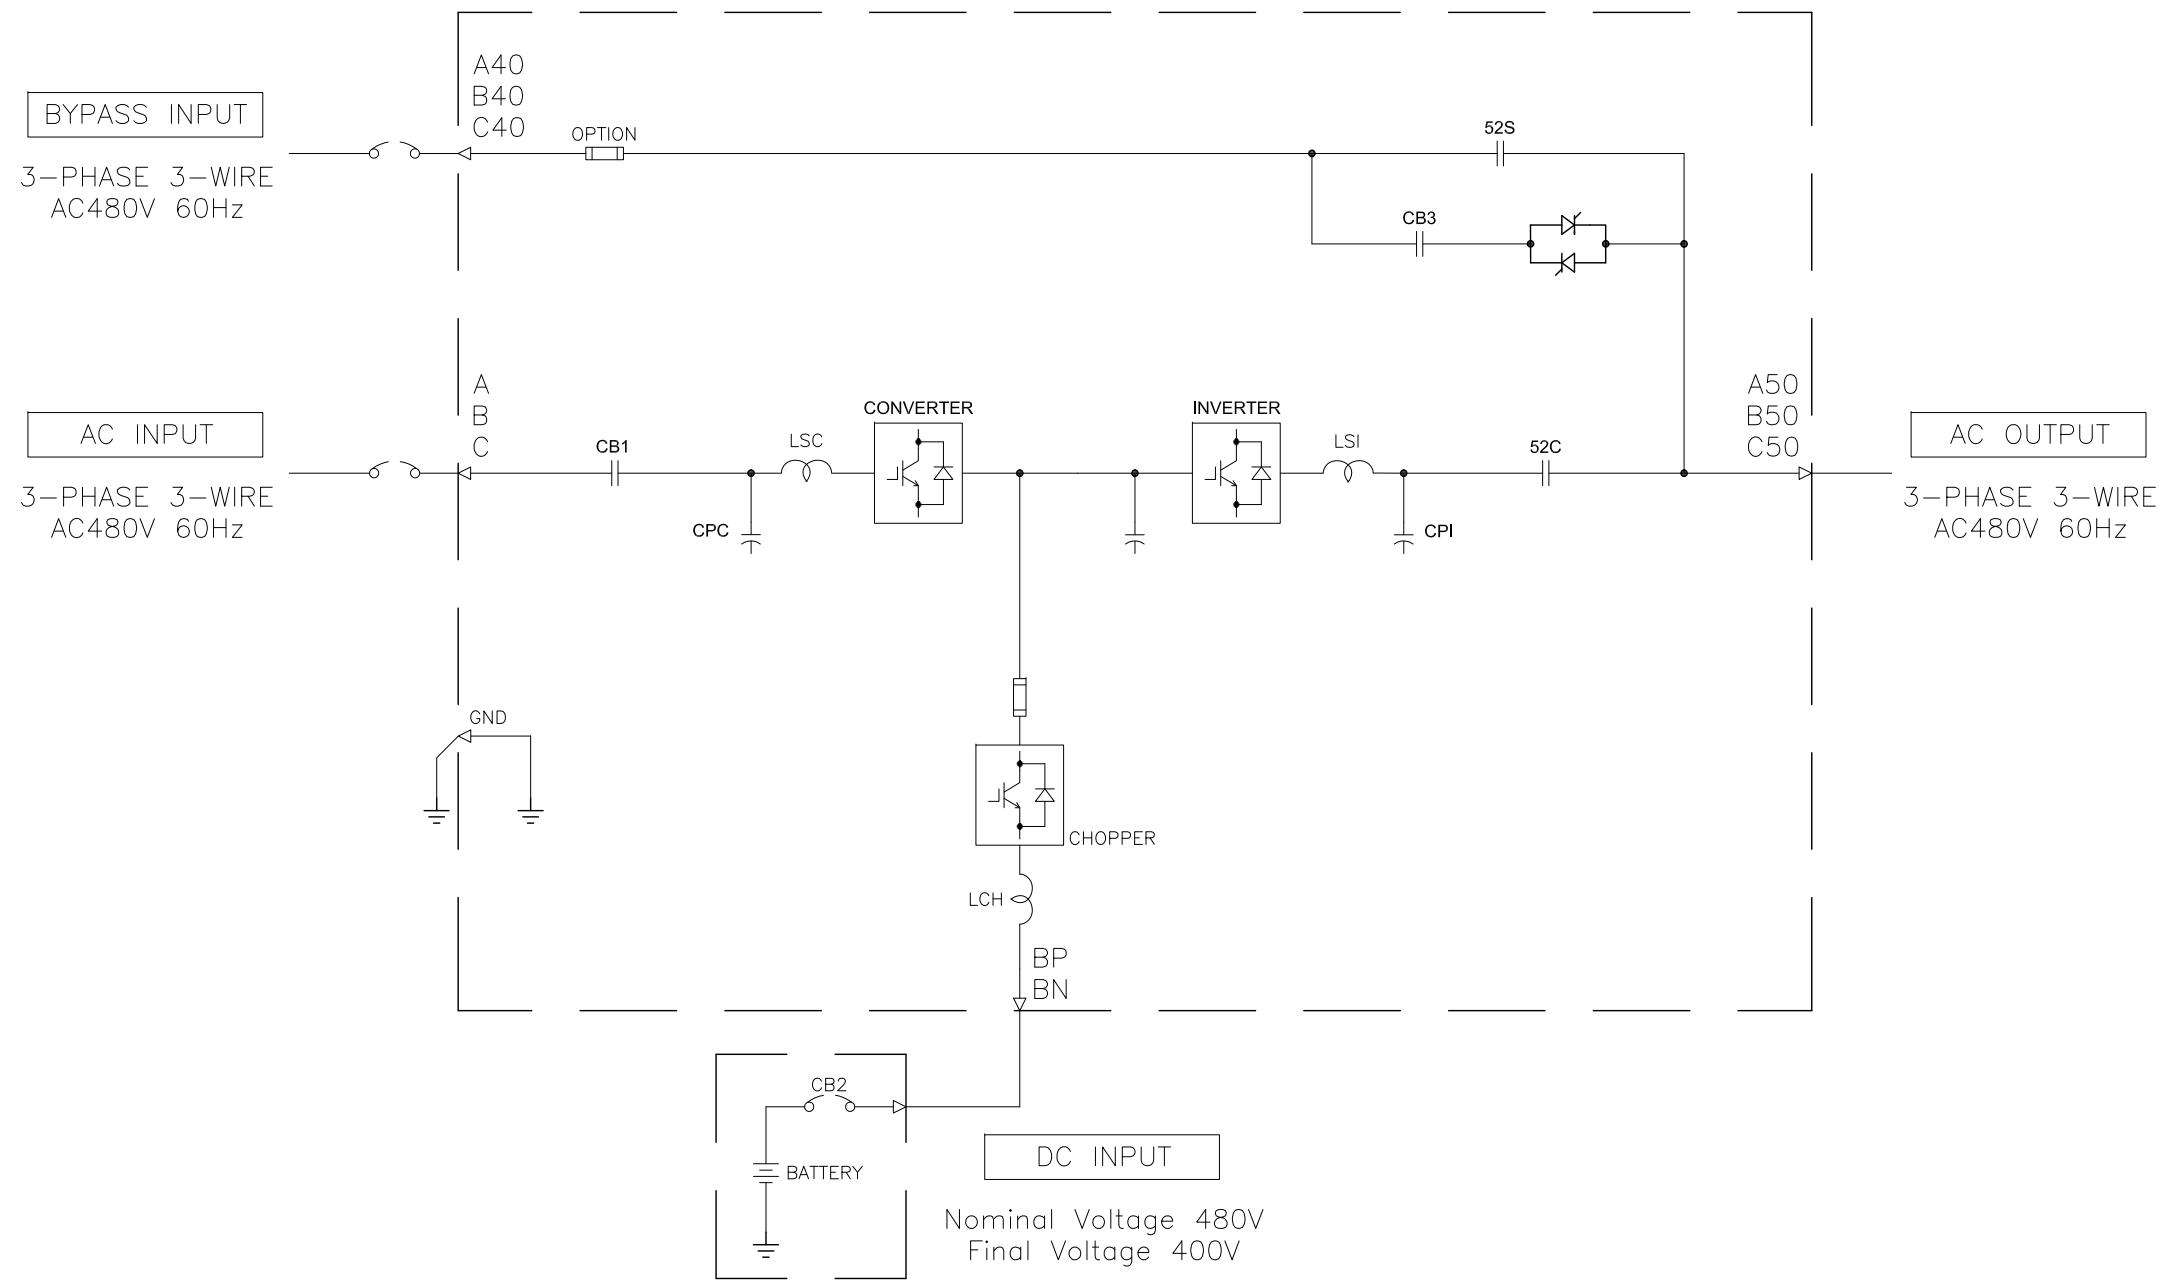 A40
B40
C40
BYPASS INPUT
3-PHASE 3-WIRE
AC480V 60Hz
OPTION
52S
CB3
A
B
C
AC INPUT
3-PHASE 3-WIRE
AC480V 60Hz
CB1
LSC
CPC
CONVERTER
INVERTER
LSI
CPI
52C
A50
B50
C50
AC OUTPUT
3-PHASE 3-WIRE
AC480V 60Hz
GND
CHOPPER
LCH
BP
BN
CB2
BATTERY
DC INPUT
Nominal Voltage 480V
Final Voltage 400V